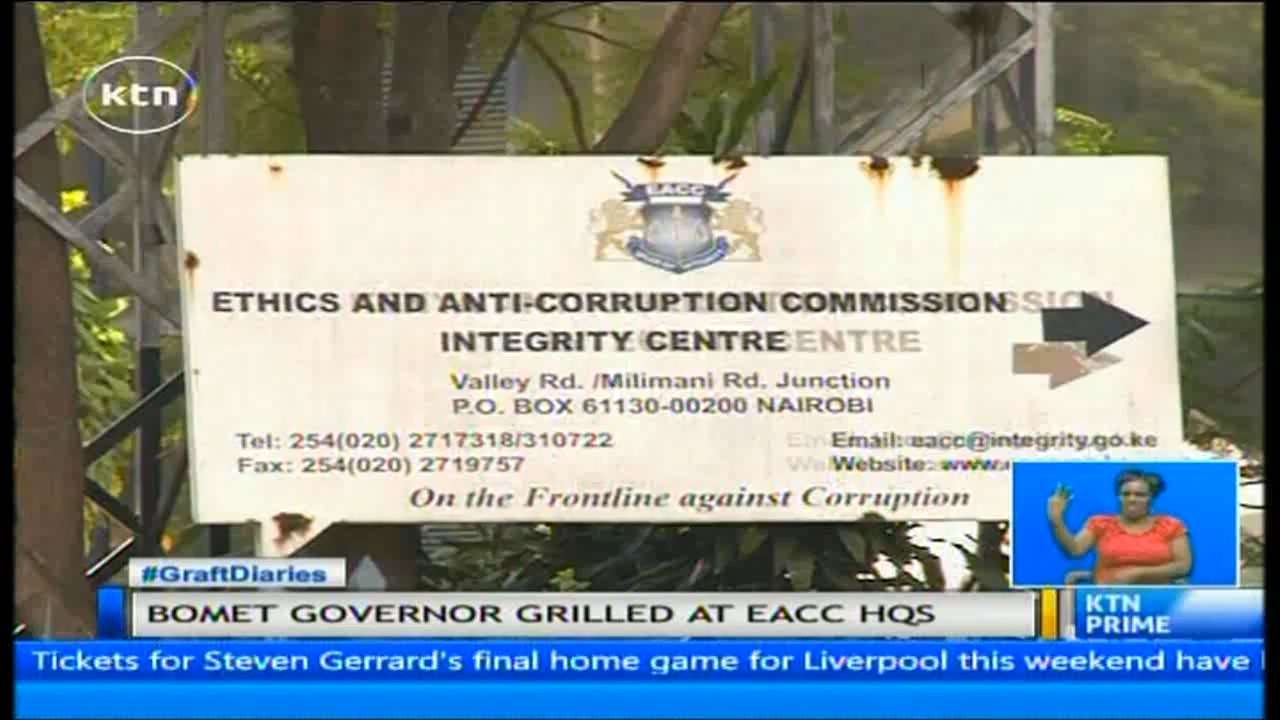 ktn
EACC
ETHICS AND ANTI-CORRUPTION COMMISSION
INTEGRITY CENTRE
Valley Rd. /Milimani Rd. Junction
P.O. BOX 61130-00200 NAIROBI
Tel: 254(020) 2717318/310722
Email: eacc@integrity.go.ke
Fax: 254(020) 2719757
Website: www.
On the Frontline against Corruption
#GraftDiaries
BOMET GOVERNOR GRILLED AT EACC HQS
KTN
PRIME
Tickets for Steven Gerrard's final home game for Liverpool this weekend have